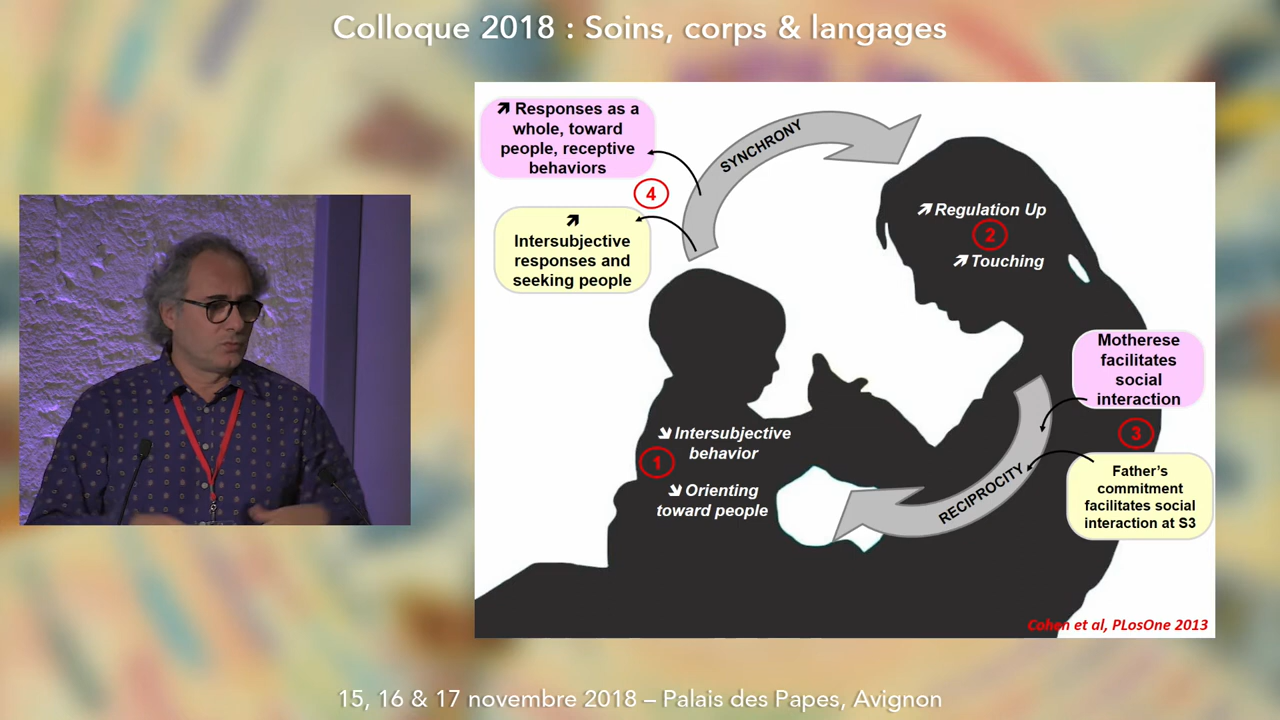 Colloque 2018 : Soins, corps & langages
↗ Responses as a
whole, toward
people, receptive
behaviors
4
↗
Intersubjective
responses and
seeking people
SYNCHRONY
↗ Regulation Up
2
↗ Touching
Motherese
facilitates
social
interaction
3
Father's
commitment
facilitates social
interaction at S3
RECIPROCITY
↘ Intersubjective
behavior
1
↘ Orienting
toward people
Cohen et al, PLosOne 2013
15, 16 & 17 novembre 2018 – Palais des Papes, Avignon